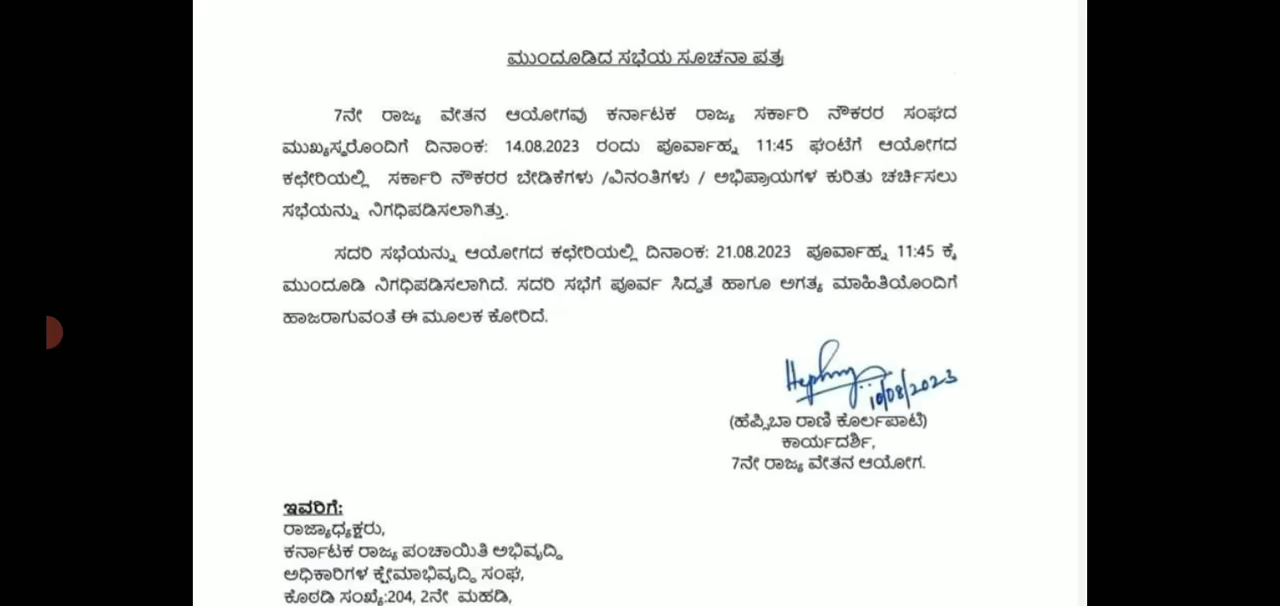 ಮುಂದೂಡಿದ ಸಭೆಯ ಸೂಚನಾ ಪತ್ರ
7ನೇ ರಾಜ್ಯ ವೇತನ ಆಯೋಗವು ಕರ್ನಾಟಕ ರಾಜ್ಯ ಸರ್ಕಾರಿ ನೌಕರರ ಸಂಘದ
ಮುಖ್ಯಸ್ಥರೊಂದಿಗೆ ದಿನಾಂಕ: 14.08.2023 ರಂದು ಪೂರ್ವಾಹ್ನ 11:45 ಘಂಟೆಗೆ ಆಯೋಗದ
ಕಛೇರಿಯಲ್ಲಿ ಸರ್ಕಾರಿ ನೌಕರರ ಬೇಡಿಕೆಗಳು /ವಿನಂತಿಗಳು / ಅಭಿಪ್ರಾಯಗಳ ಕುರಿತು ಚರ್ಚಿಸಲು
ಸಭೆಯನ್ನು ನಿಗಧಿಪಡಿಸಲಾಗಿತ್ತು.
ಸದರಿ ಸಭೆಯನ್ನು ಆಯೋಗದ ಕಛೇರಿಯಲ್ಲಿ ದಿನಾಂಕ: 21.08.2023 ಪೂರ್ವಾಹ್ನ 11:45 ಕ್ಕೆ
ಮುಂದೂಡಿ ನಿಗಧಿಪಡಿಸಲಾಗಿದೆ. ಸದರಿ ಸಭೆಗೆ ಪೂರ್ವ ಸಿದ್ಧತೆ ಹಾಗೂ ಅಗತ್ಯ ಮಾಹಿತಿಯೊಂದಿಗೆ
ಹಾಜರಾಗುವಂತೆ ಈ ಮೂಲಕ ಕೋರಿದೆ.
10/08/2023
(ಹೆಪ್ಸಿಬಾ ರಾಣಿ ಕೊರ್ಲಪಾಟಿ)
ಕಾರ್ಯದರ್ಶಿ,
7ನೇ ರಾಜ್ಯ ವೇತನ ಆಯೋಗ.
ಇವರಿಗೆ:
ರಾಜ್ಯಾಧ್ಯಕ್ಷರು,
ಕರ್ನಾಟಕ ರಾಜ್ಯ ಪಂಚಾಯಿತಿ ಅಭಿವೃದ್ಧಿ
ಅಧಿಕಾರಿಗಳ ಕ್ಷೇಮಾಭಿವೃದ್ಧಿ ಸಂಘ,
ಕೊಠಡಿ ಸಂಖ್ಯೆ:204, 2ನೇ ಮಹಡಿ,